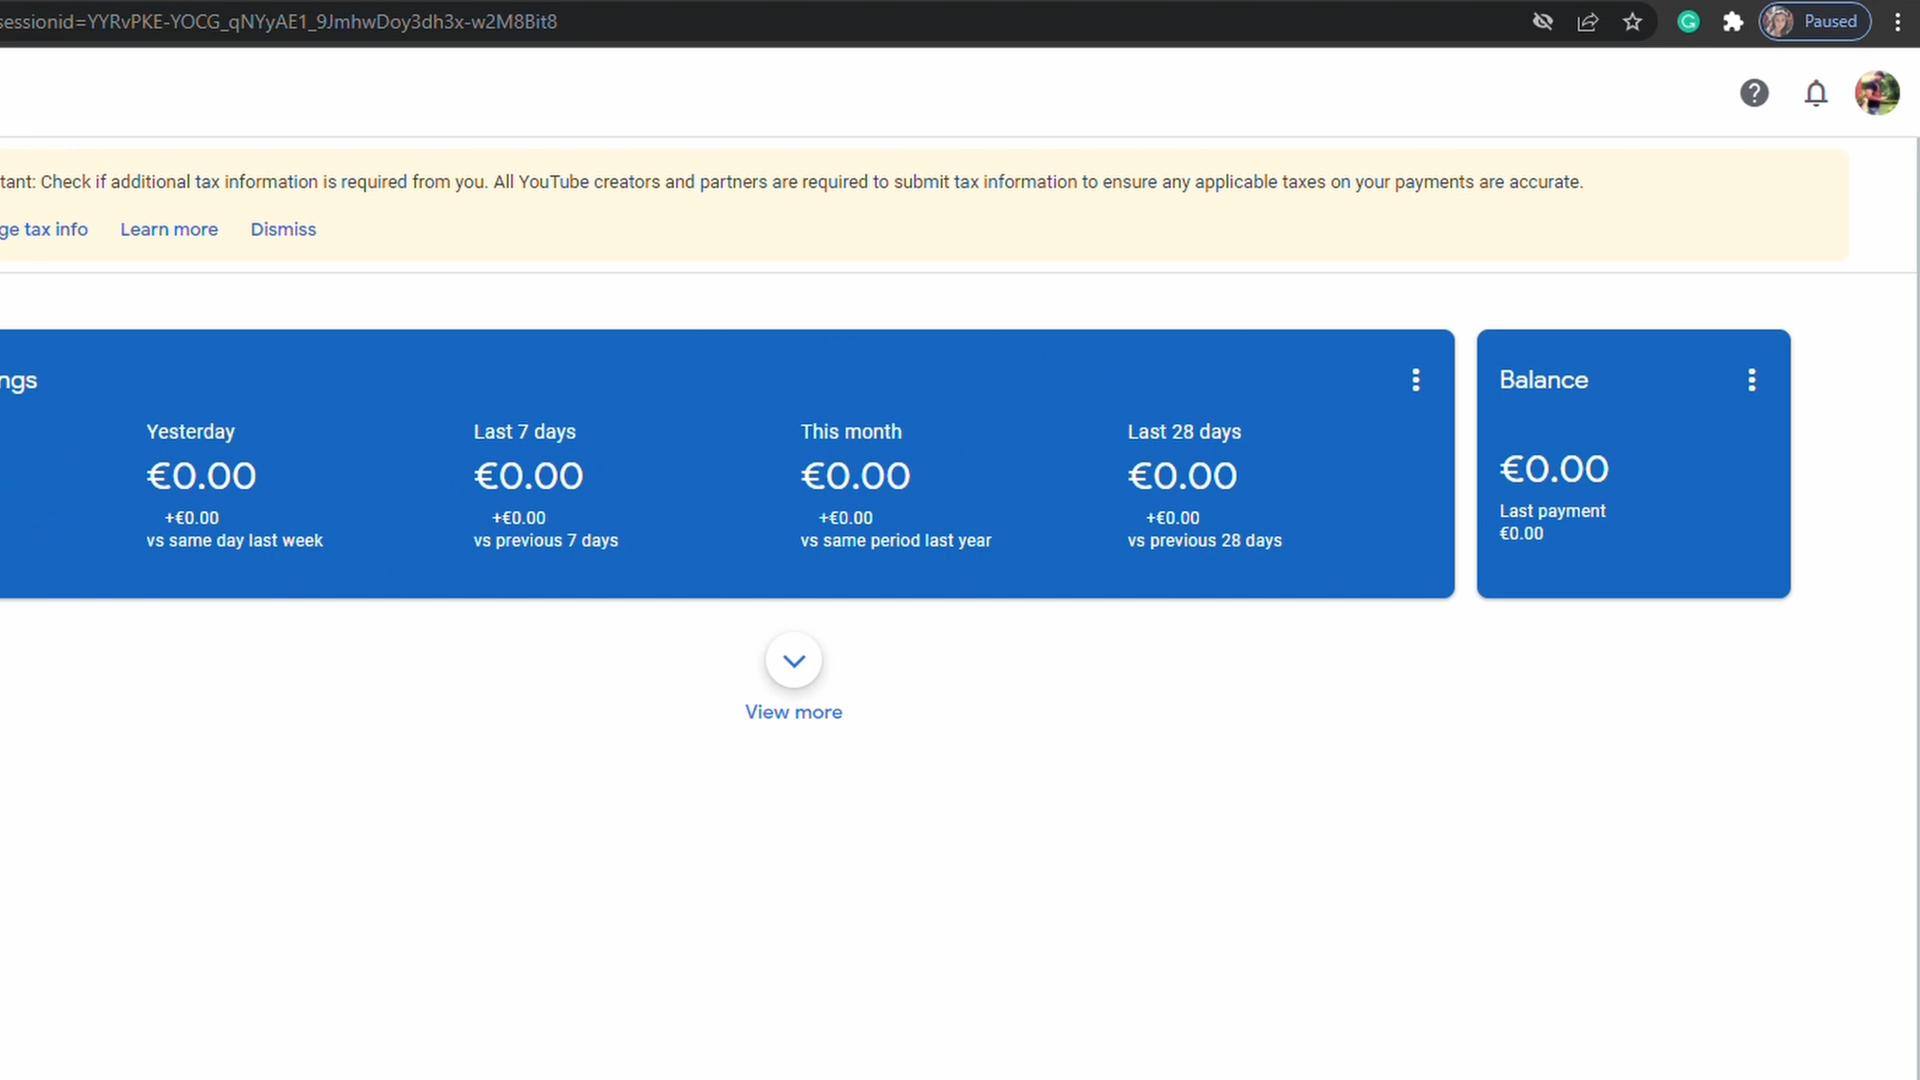 sessionid=YYRvPKE-YOCG_qNYyAE1_9JmhwDoy3dh3x-w2M8Bit8
Paused
tant: Check if additional tax information is required from you. All YouTube creators and partners are required to submit tax information to ensure any applicable taxes on your payments are accurate.
ge tax info Learn more Dismiss
ngs
Balance
Yesterday Last 7 days This month Last 28 days
€0.00 €0.00 €0.00 €0.00 €0.00
+€0.00 +€0.00 +€0.00 +€0.00 Last payment
vs same day last week vs previous 7 days vs same period last year vs previous 28 days €0.00
View more